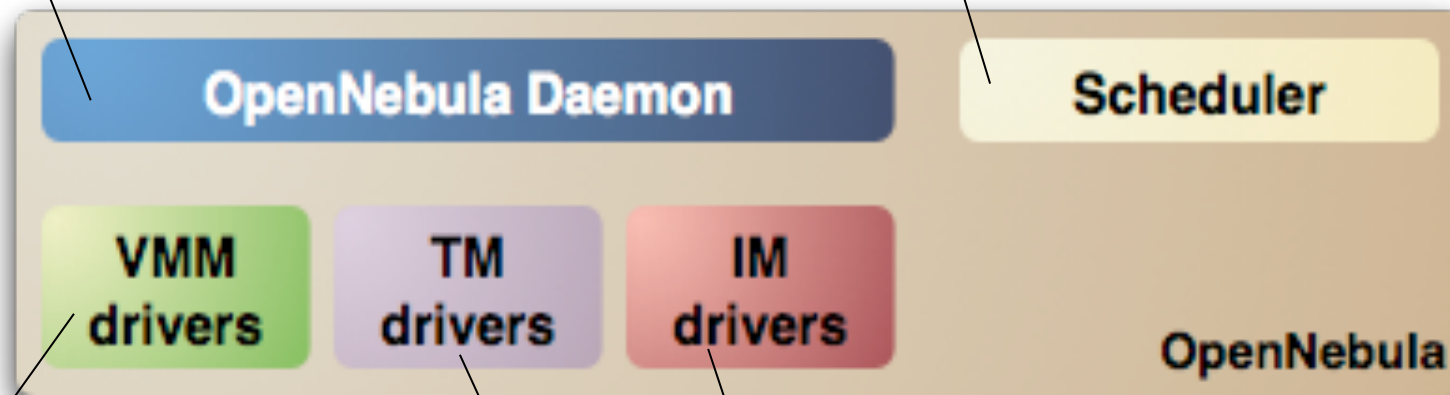 OpenNebula Daemon
Scheduler
VMM
drivers
TM
drivers
IM
drivers
OpenNebula